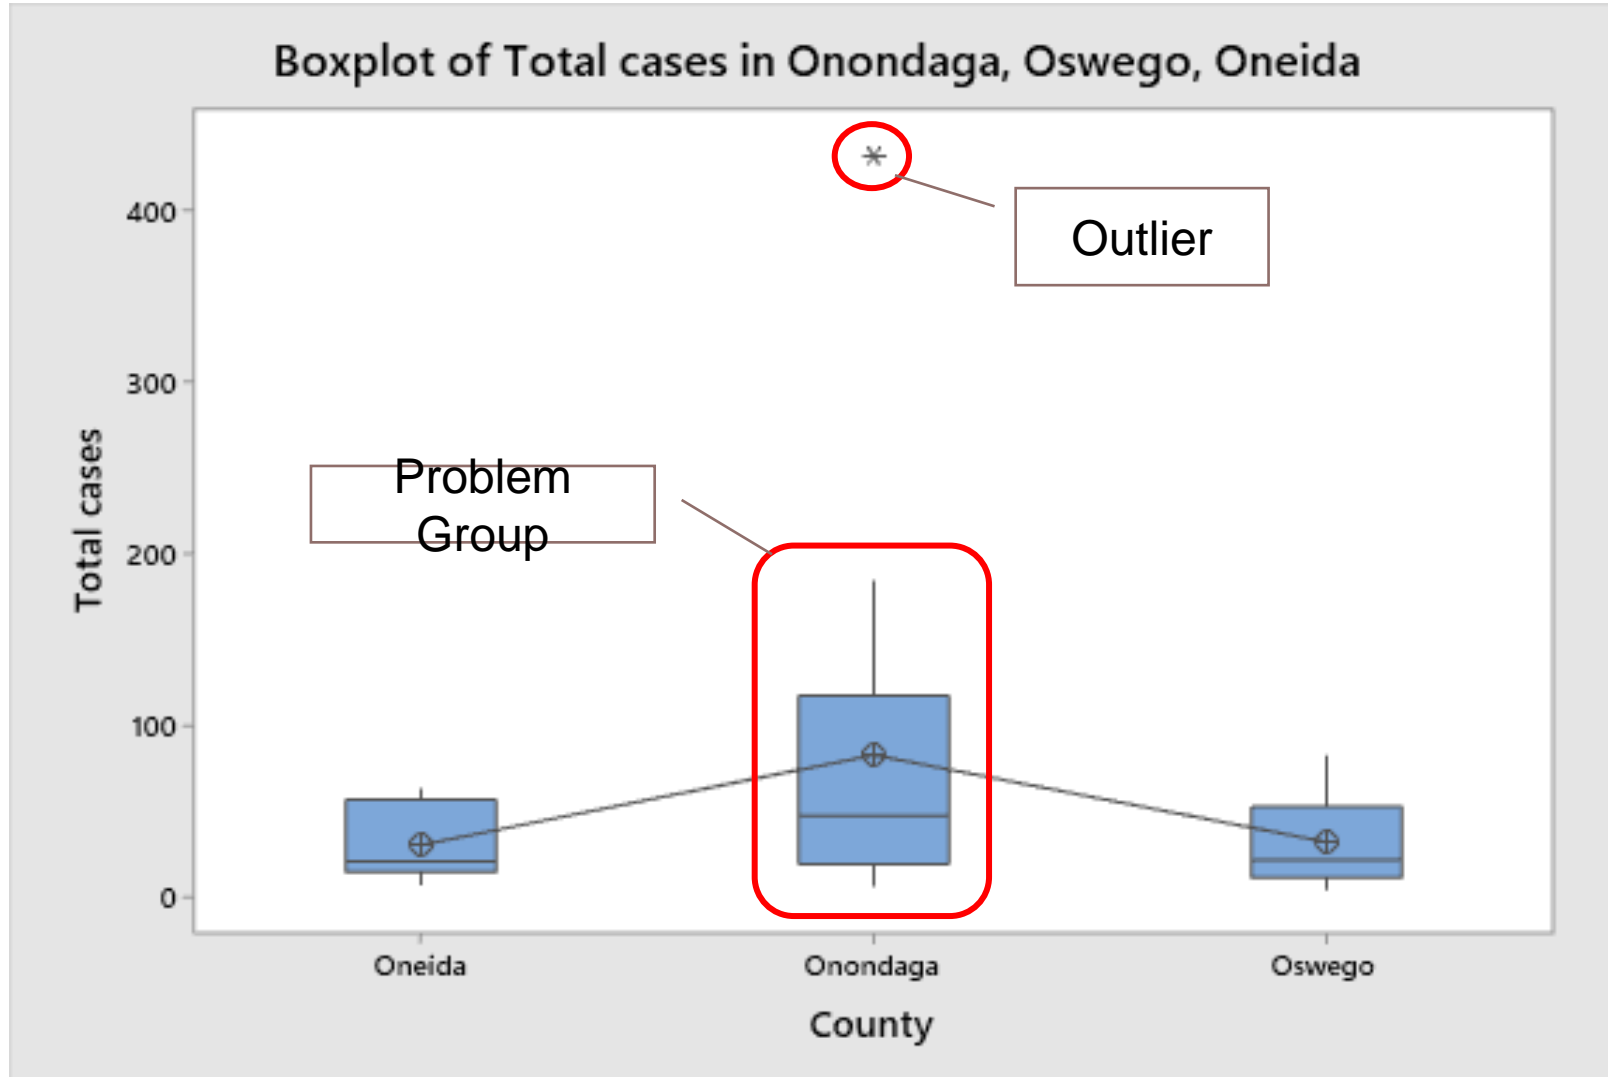 Boxplot of Total cases in Onondaga, Oswego, Oneida
Outlier
Problem
Group
Total cases
400
300
200
100
0
Oneida
Onondaga
Oswego
County